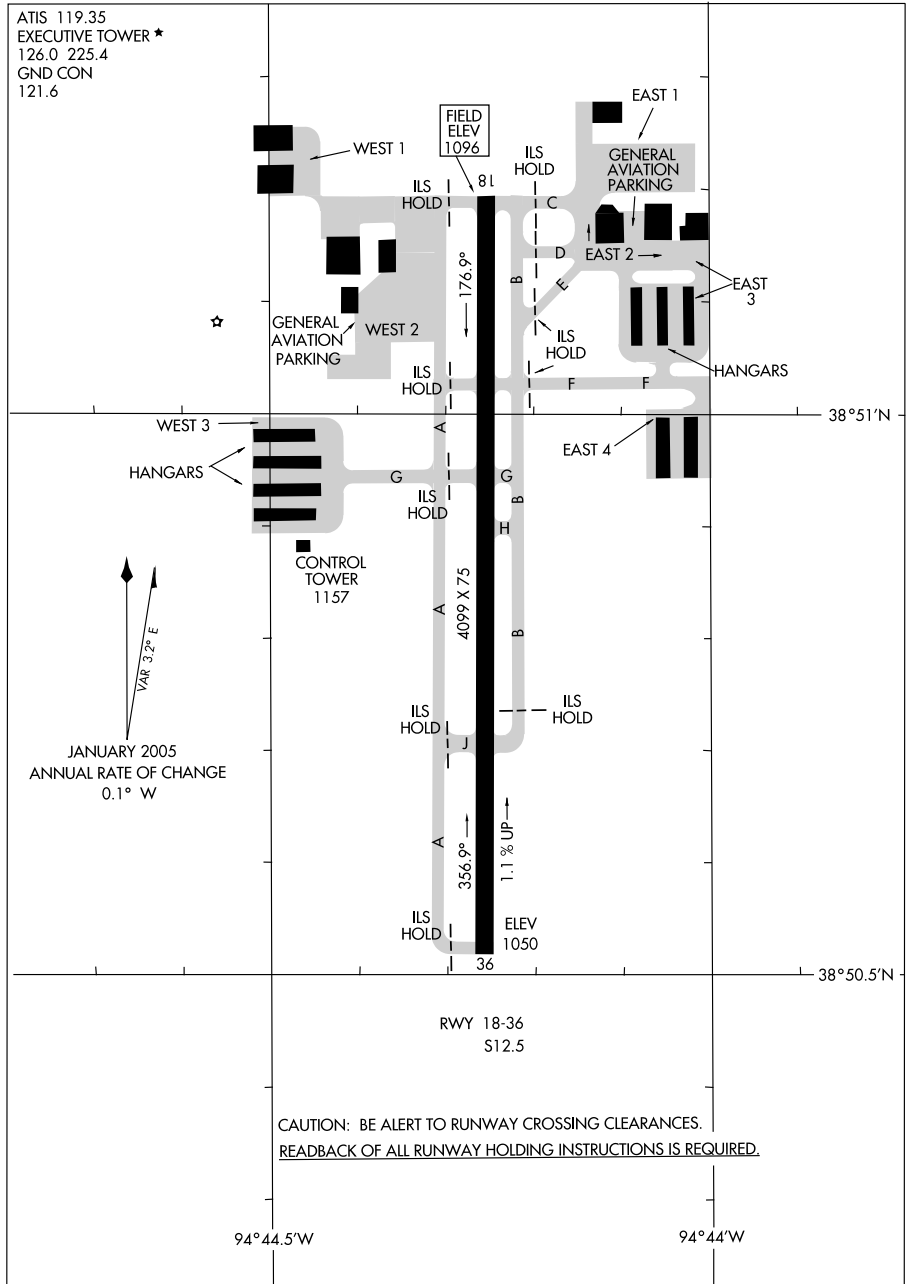 ATIS 119.35
EXECUTIVE TOWER ★
126.0 225.4
GND CON
121.6
FIELD
ELEV
1096
EAST 1
WEST 1
ILS
HOLD
GENERAL
AVIATION
PARKING
18
ILS
HOLD
C
D
EAST 2
B
E
EAST
3
176.9°
GENERAL
AVIATION
PARKING
WEST 2
ILS
HOLD
HANGARS
ILS
HOLD
F
F
38°51'N
WEST 3
A
EAST 4
HANGARS
G
G
ILS
HOLD
B
H
CONTROL
TOWER
1157
4099 X 75
A
B
VAR 3.2° E
ILS
HOLD
ILS
HOLD
J
JANUARY 2005
ANNUAL RATE OF CHANGE
0.1° W
A
356.9°
1.1 % UP
ILS
HOLD
ELEV
1050
36
38°50.5'N
RWY 18-36
S12.5
CAUTION: BE ALERT TO RUNWAY CROSSING CLEARANCES.
READBACK OF ALL RUNWAY HOLDING INSTRUCTIONS IS REQUIRED.
94°44.5'W
94°44'W